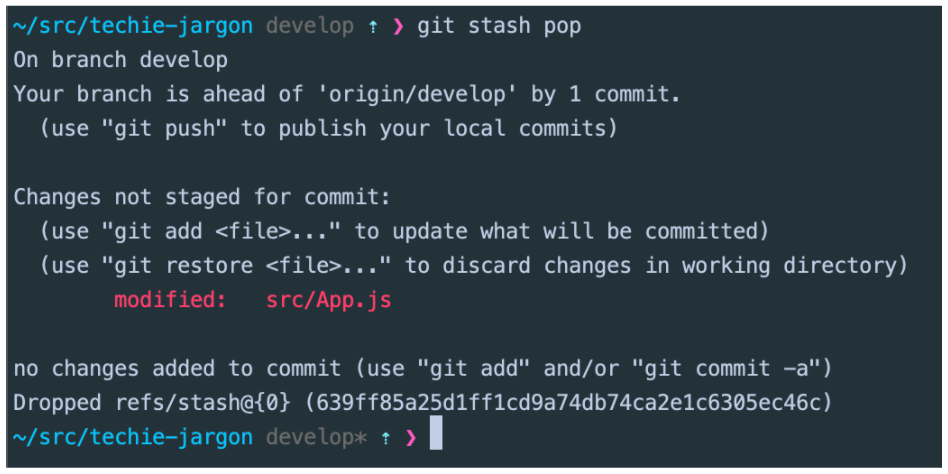 ~/src/techie-jargon develop ⇡ ❯ git stash pop
On branch develop
Your branch is ahead of 'origin/develop' by 1 commit.
  (use "git push" to publish your local commits)

Changes not staged for commit:
  (use "git add <file>..." to update what will be committed)
  (use "git restore <file>..." to discard changes in working directory)
        modified:   src/App.js

no changes added to commit (use "git add" and/or "git commit -a")
Dropped refs/stash@{0} (639ff85a25d1ff1cd9a74db74ca2e1c6305ec46c)
~/src/techie-jargon develop* ⇡ ❯